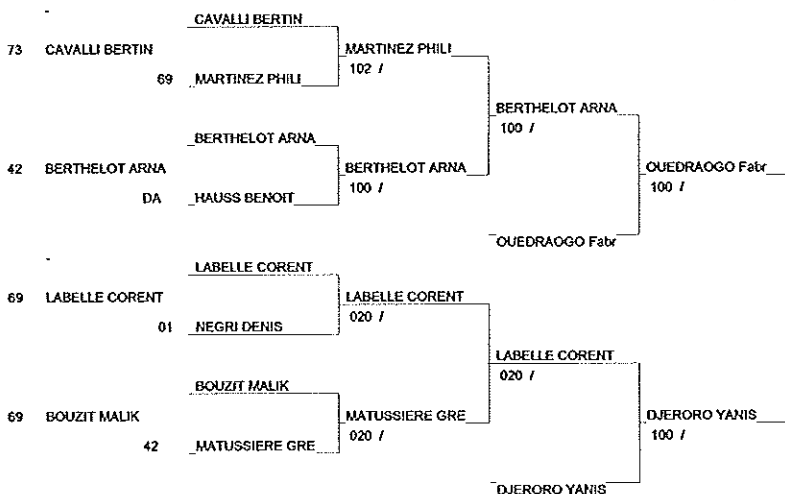 -
CAVALLI BERTIN
73 CAVALLI BERTIN MARTINEZ PHILI
102 /
69 MARTINEZ PHILI
BERTHELOT ARNA
100 /
BERTHELOT ARNA
42 BERTHELOT ARNA BERTHELOT ARNA OUEDRAOGO Fabr
100 / 100 /
DA HAUSS BENOIT
OUEDRAOGO Fabr
-
LABELLE CORENT
69 LABELLE CORENT LABELLE CORENT
020 /
01 NEGRI DENIS
LABELLE CORENT
020 /
BOUZIT MALIK
69 BOUZIT MALIK MATUSSIERE GRE DJERORO YANIS
020 / 100 /
42 MATUSSIERE GRE
DJERORO YANIS